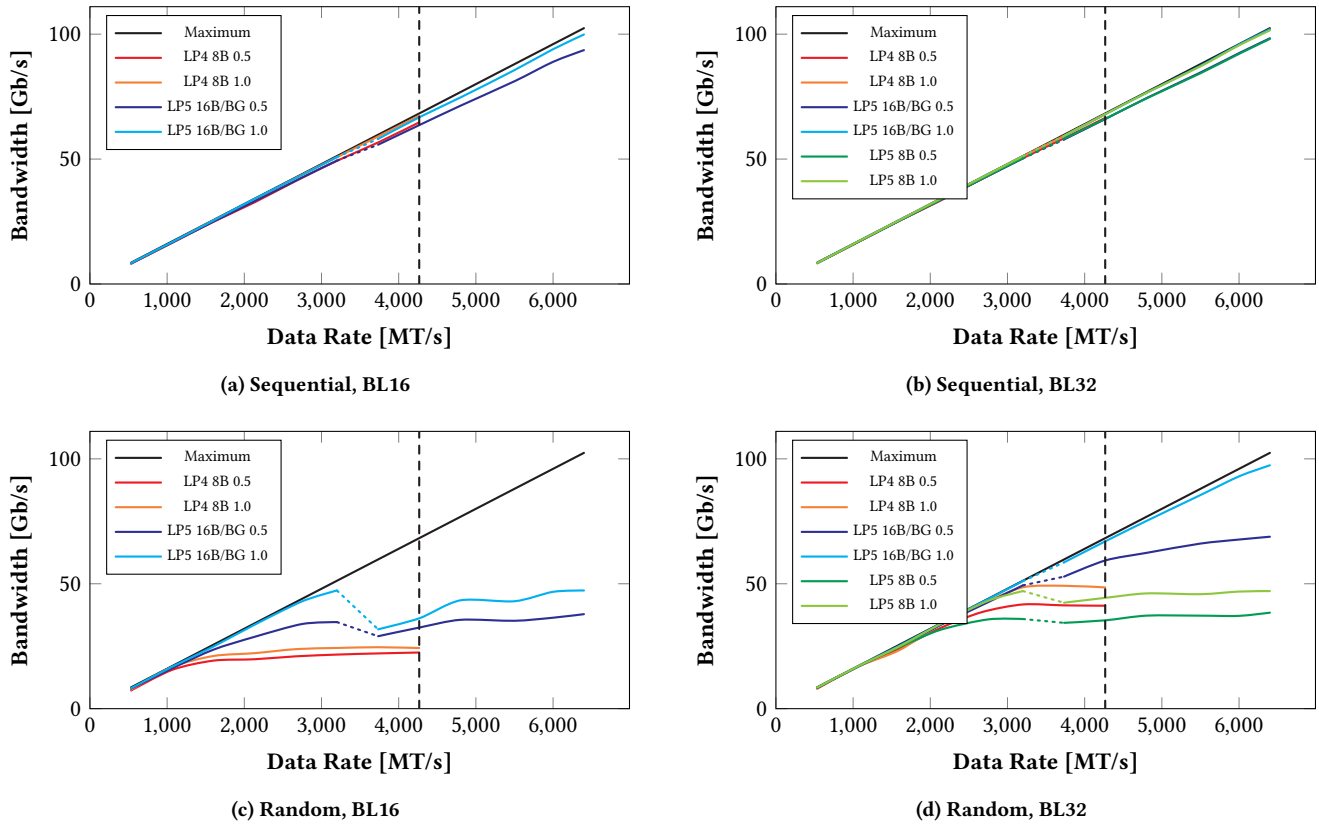 Bandwidth [Gb/s]
100
50
0
Maximum
LP4 8B 0.5
LP4 8B 1.0
LP5 16B/BG 0.5
LP5 16B/BG 1.0
0 1,000 2,000 3,000 4,000 5,000 6,000
Data Rate [MT/s]
(a) Sequential, BL16
Bandwidth [Gb/s]
100
50
0
Maximum
LP4 8B 0.5
LP4 8B 1.0
LP5 16B/BG 0.5
LP5 16B/BG 1.0
LP5 8B 0.5
LP5 8B 1.0
0 1,000 2,000 3,000 4,000 5,000 6,000
Data Rate [MT/s]
(b) Sequential, BL32
Bandwidth [Gb/s]
100
50
0
Maximum
LP4 8B 0.5
LP4 8B 1.0
LP5 16B/BG 0.5
LP5 16B/BG 1.0
0 1,000 2,000 3,000 4,000 5,000 6,000
Data Rate [MT/s]
(c) Random, BL16
Bandwidth [Gb/s]
100
50
0
Maximum
LP4 8B 0.5
LP4 8B 1.0
LP5 16B/BG 0.5
LP5 16B/BG 1.0
LP5 8B 0.5
LP5 8B 1.0
0 1,000 2,000 3,000 4,000 5,000 6,000
Data Rate [MT/s]
(d) Random, BL32